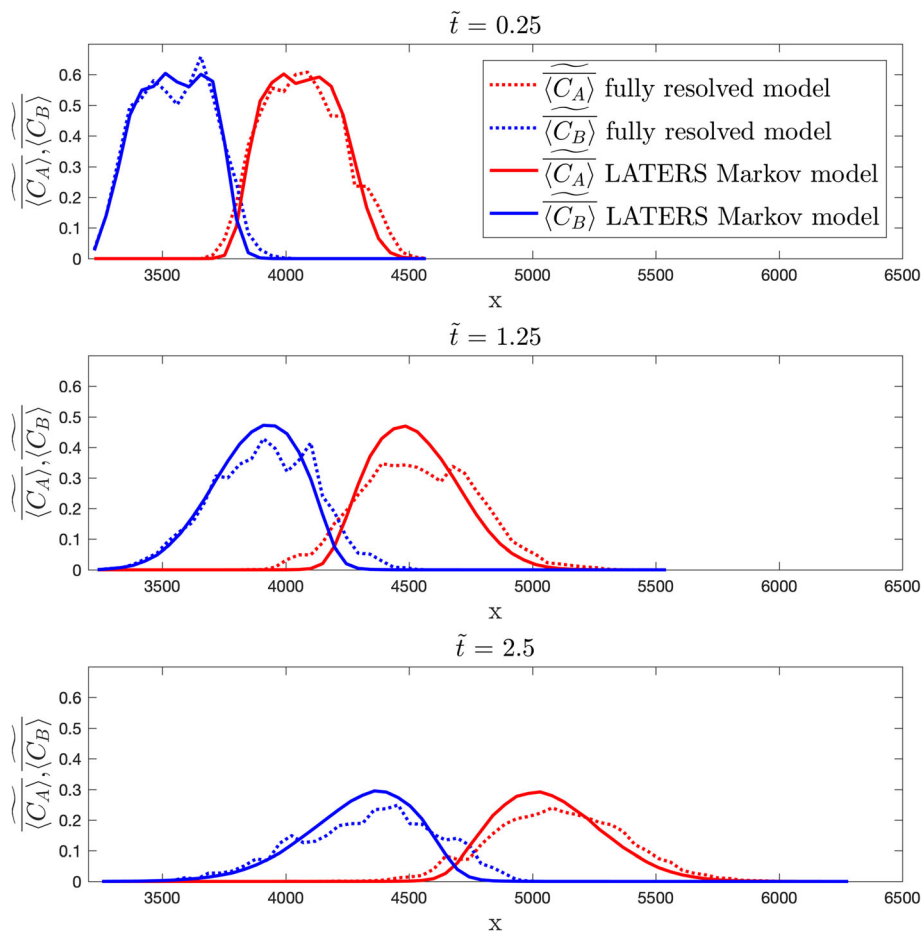 t̃ = 0.25
0.6
0.5
0.4
0.3
0.2
0.1
0
⟨C_A⟩,⟨C_B⟩
⟨C_A⟩ fully resolved model
⟨C_B⟩ fully resolved model
⟨C_A⟩ LATERS Markov model
⟨C_B⟩ LATERS Markov model
3500 4000 4500 5000 5500 6000 6500
x
t̃ = 1.25
0.6
0.5
0.4
0.3
0.2
0.1
0
⟨C_A⟩,⟨C_B⟩
3500 4000 4500 5000 5500 6000 6500
x
t̃ = 2.5
0.6
0.5
0.4
0.3
0.2
0.1
0
⟨C_A⟩,⟨C_B⟩
3500 4000 4500 5000 5500 6000 6500
x